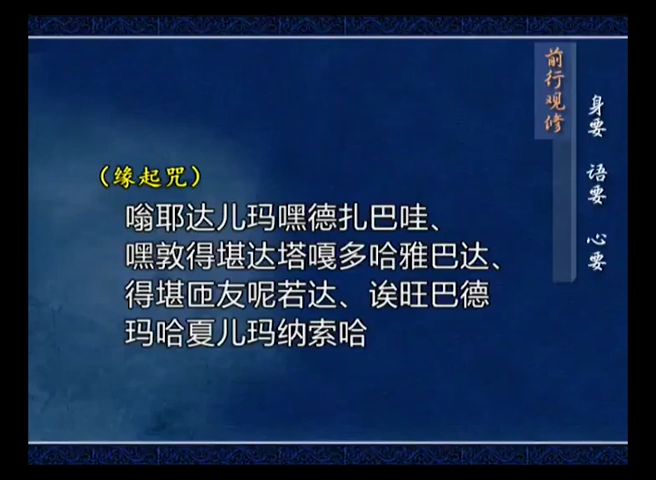 前行观修
身要 语要 心要
（缘起咒）
嗡耶达儿玛嘿德扎巴哇、
嘿敦得堪达塔嘎多哈雅巴达、
得堪匝友呢若达、诶旺巴德
玛哈夏儿玛纳索哈